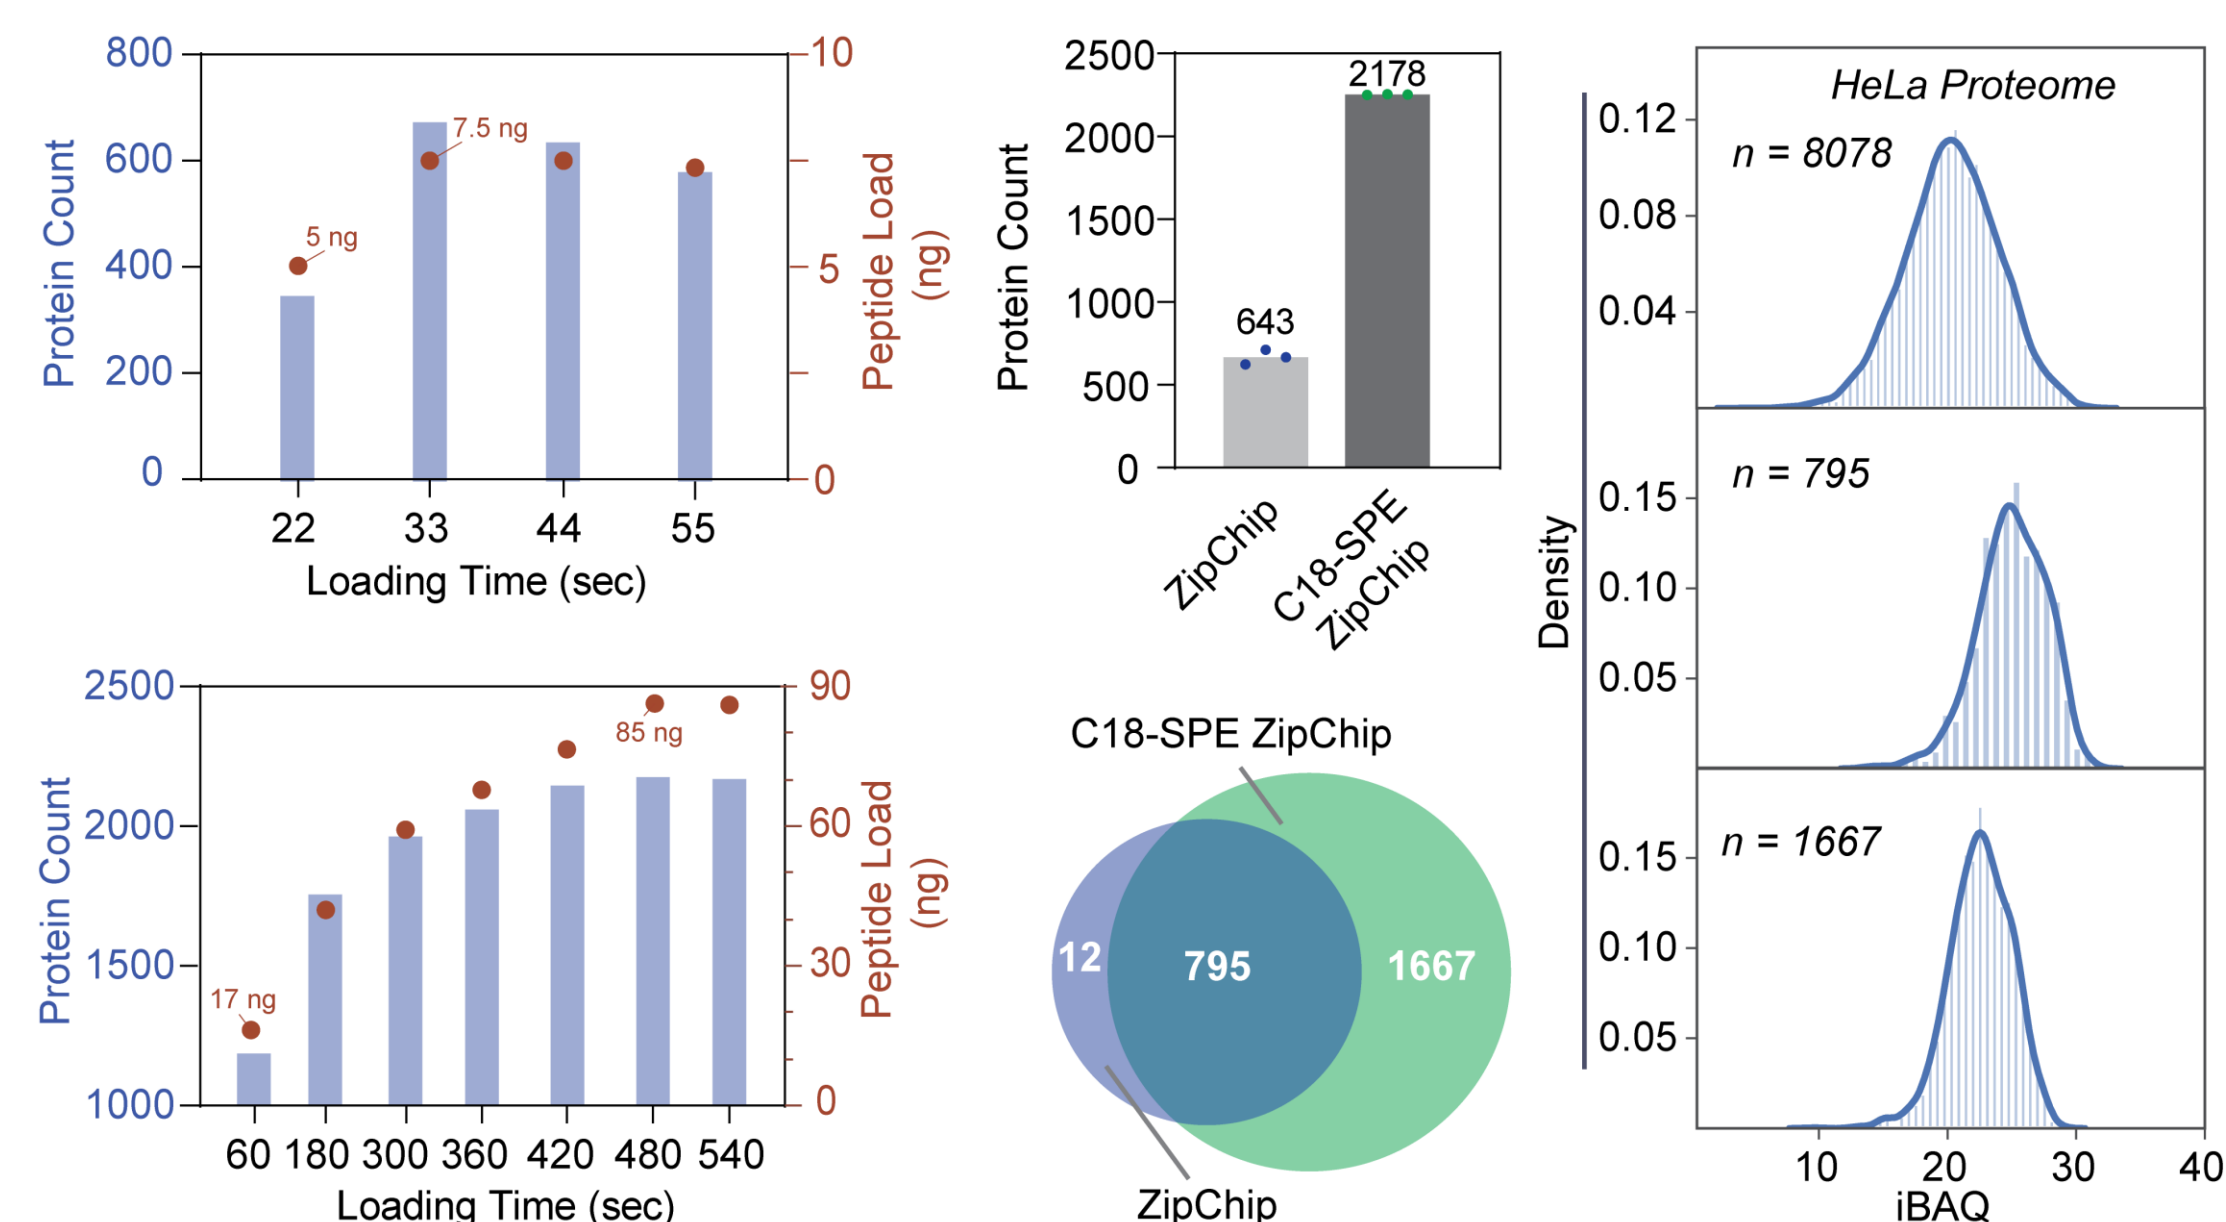 800
600
400
200
0
Protein Count
10
5
0
Peptide Load
(ng)
5 ng
7.5 ng
22 33 44 55
Loading Time (sec)
2500
2000
1500
1000
Protein Count
90
60
30
0
Peptide Load
(ng)
17 ng
85 ng
60 180 300 360 420 480 540
Loading Time (sec)
2500
2000
1500
1000
500
0
Protein Count
643
2178
ZipChip
C18-SPE
ZipChip
C18-SPE ZipChip
12 795 1667
ZipChip
Density
HeLa Proteome
n = 8078
0.12
0.08
0.04
n = 795
0.15
0.10
0.05
n = 1667
0.15
0.10
0.05
10 20 30 40
iBAQ